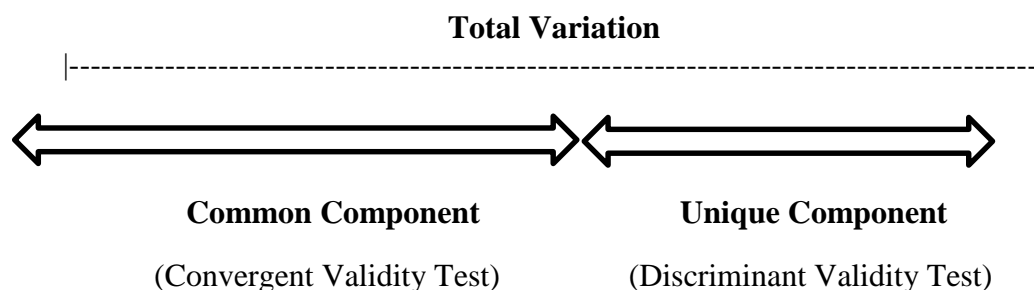 Total Variation
|-------------------------------------------------------------------------
Common Component
Unique Component
(Convergent Validity Test)
(Discriminant Validity Test)